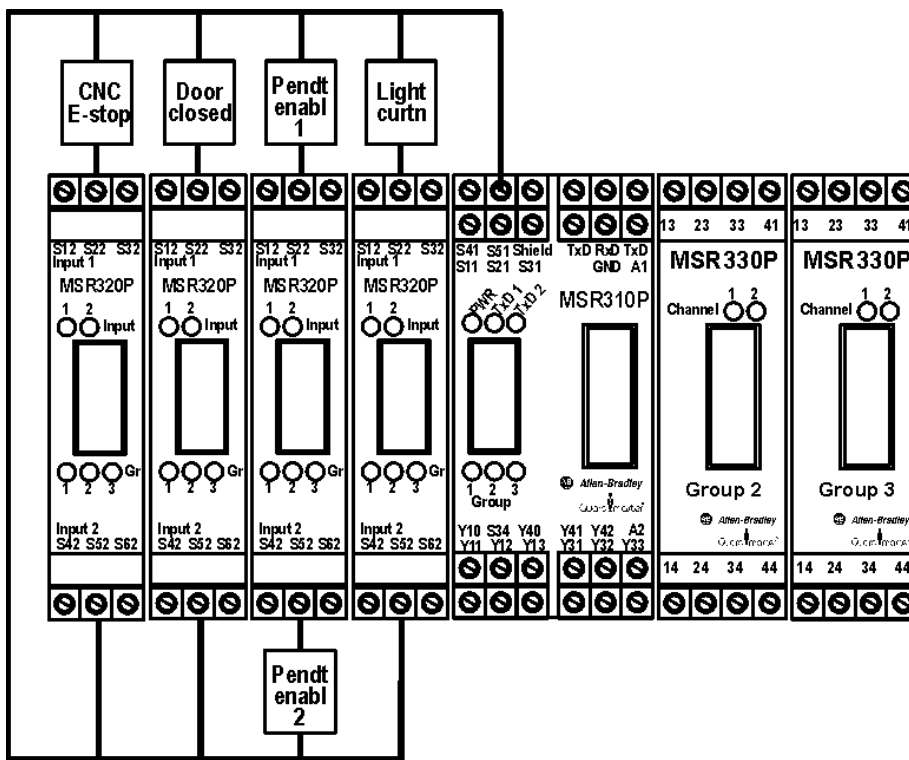 CNC
E-stop
Door
closed
Pendt
enabl
1
Light
curtn
S12 S22 S32
Input 1
MSR320P
1 2
Input
Gr
1 2 3
Input 2
S42 S52 S62
S12 S22 S32
Input 1
MSR320P
1 2
Input
Gr
1 2 3
Input 2
S42 S52 S62
S12 S22 S32
Input 1
MSR320P
1 2
Input
Gr
1 2 3
Input 2
S42 S52 S62
S12 S22 S32
Input 1
MSR320P
1 2
Input
Gr
1 2 3
Input 2
S42 S52 S62
S41 S51 Shield
S11 S21 S31
PWR
TxD 1
TxD 2
1 2 3
Group
Y10 S34 Y40
Y11 Y12 Y13
TxD RxD TxD
GND A1
MSR310P
AB Allen-Bradley
Y41 Y42 A2
Y31 Y32 Y33
13 23 33 41
MSR330P
1 2
Channel
Group 2
AB Allen-Bradley
14 24 34 44
13 23 33 41
MSR330P
1 2
Channel
Group 3
AB Allen-Bradley
14 24 34 44
Pendt
enabl
2